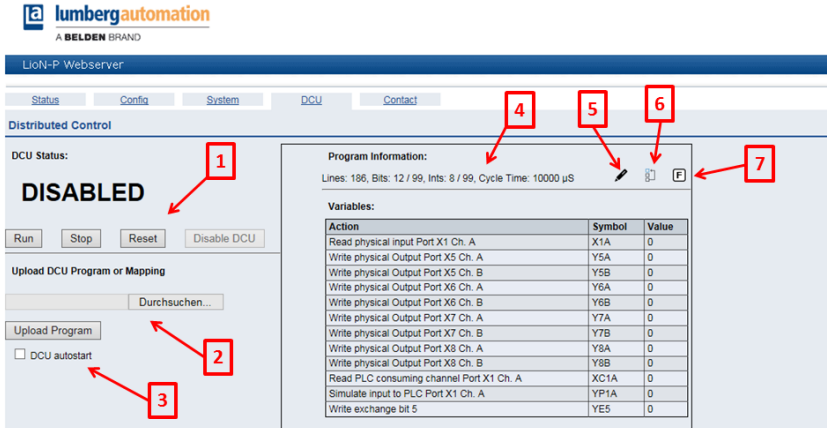 a lumbergautomation
A BELDEN BRAND
LioN-P Webserver
Status Config System DCU Contact
Distributed Control
DCU Status:
DISABLED
1
Run Stop Reset Disable DCU
Upload DCU Program or Mapping
Durchsuchen...
2
Upload Program
DCU autostart
3
4
5
6
7
Program Information:
Lines: 186, Bits: 12 / 99, Ints: 8 / 99, Cycle Time: 10000 µS
F
Variables:
Action Symbol Value
Read physical input Port X1 Ch. A X1A 0
Write physical Output Port X5 Ch. A Y5A 0
Write physical Output Port X5 Ch. B Y5B 0
Write physical Output Port X6 Ch. A Y6A 0
Write physical Output Port X6 Ch. B Y6B 0
Write physical Output Port X7 Ch. A Y7A 0
Write physical Output Port X7 Ch. B Y7B 0
Write physical Output Port X8 Ch. A Y8A 0
Write physical Output Port X8 Ch. B Y8B 0
Read PLC consuming channel Port X1 Ch. A XC1A 0
Simulate input to PLC Port X1 Ch. A YP1A 0
Write exchange bit 5 YE5 0